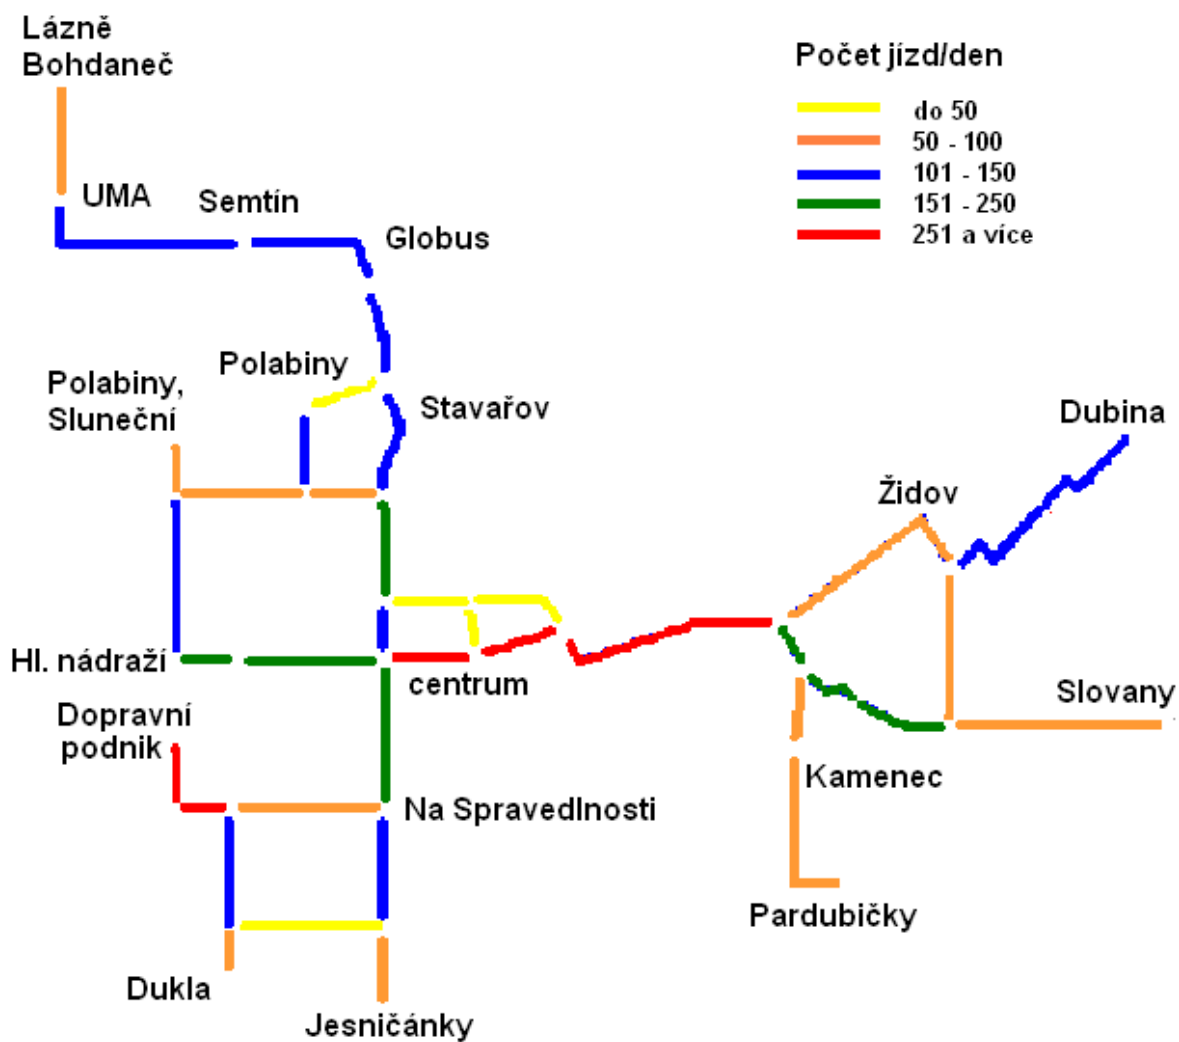 Lázně
Bohdaneč
Počet jízd/den
do 50
50 - 100
101 - 150
151 - 250
251 a více
UMA
Semtín
Globus
Polabiny
Polabiny,
Sluneční
Stavařov
Dubina
Židov
Hl. nádraží
centrum
Slovany
Dopravní
podnik
Kamenec
Na Spravedlnosti
Pardubičky
Dukla
Jesničánky